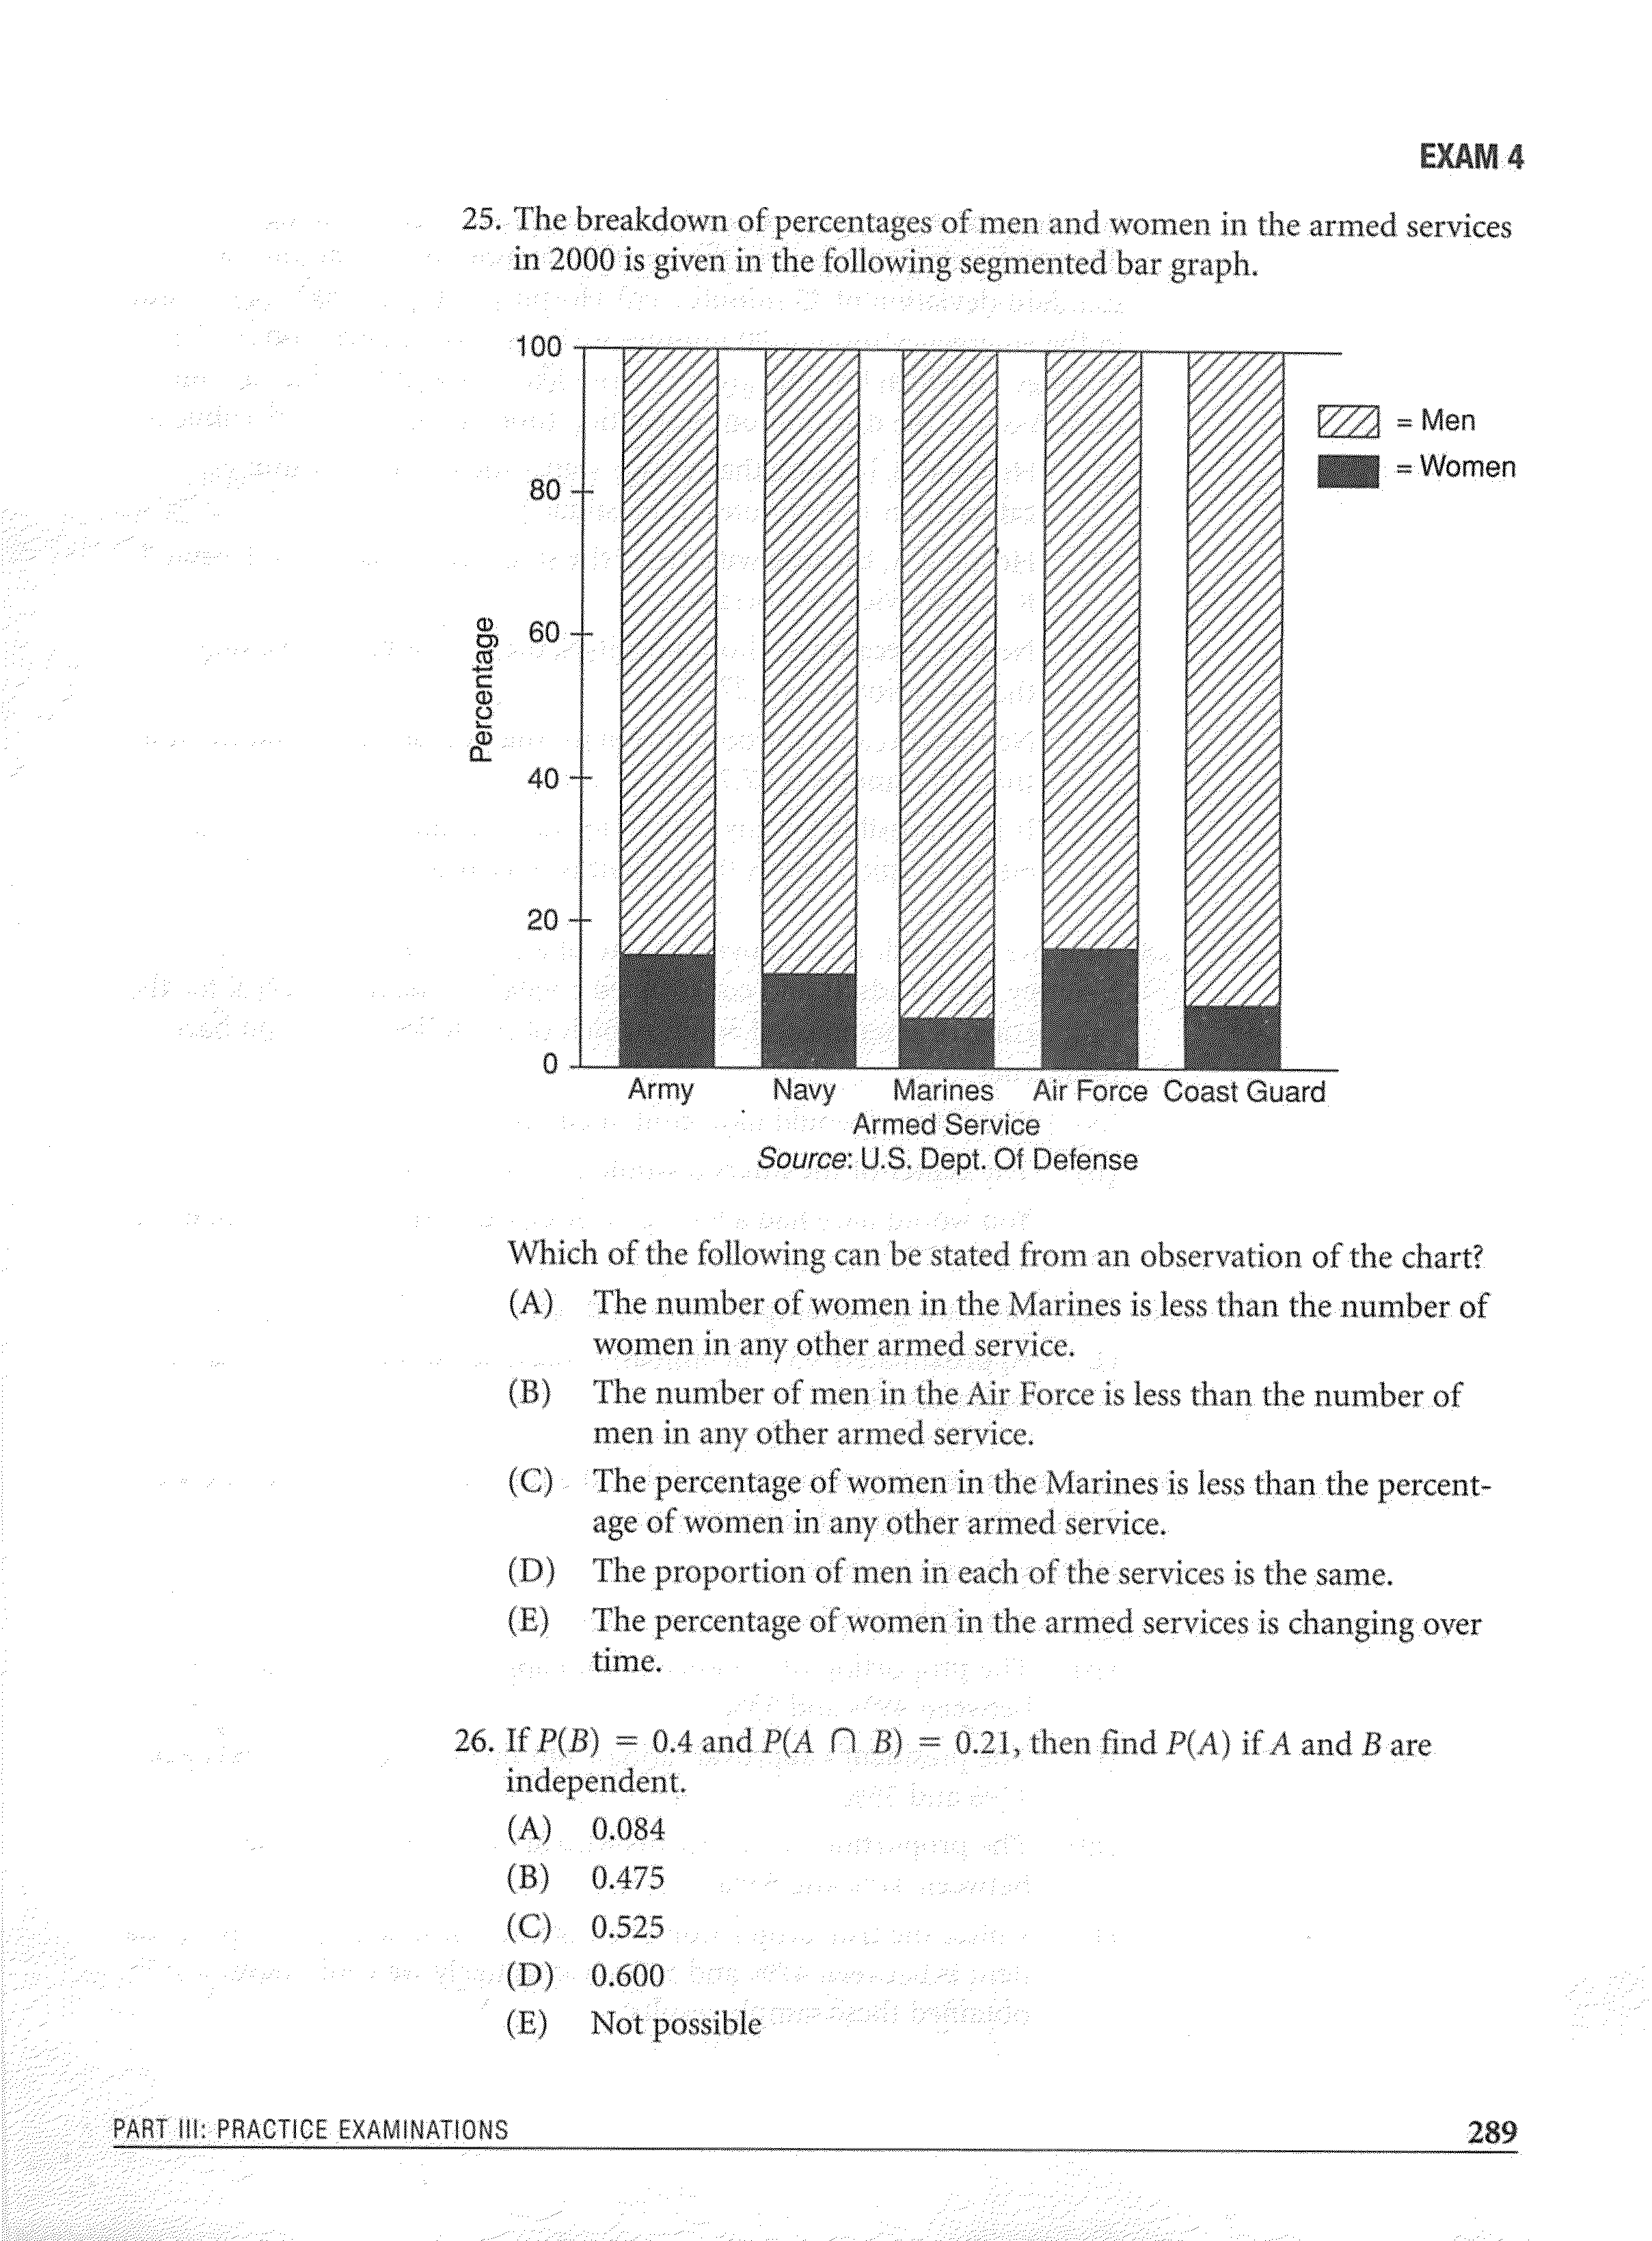 EXAM 4
25. The breakdown of percentages of men and women in the armed services
in 2000 is given in the following segmented bar graph.
100
80
60
40
20
0
Percentage
= Men
= Women
Army Navy Marines Air Force Coast Guard
Armed Service
Source: U.S. Dept. Of Defense
Which of the following can be stated from an observation of the chart?
(A) The number of women in the Marines is less than the number of
women in any other armed service.
(B) The number of men in the Air Force is less than the number of
men in any other armed service.
(C) The percentage of women in the Marines is less than the percent-
age of women in any other armed service.
(D) The proportion of men in each of the services is the same.
(E) The percentage of women in the armed services is changing over
time.
26. If P(B) = 0.4 and P(A ∩ B) = 0.21, then find P(A) if A and B are
independent.
(A) 0.084
(B) 0.475
(C) 0.525
(D) 0.600
(E) Not possible
PART III: PRACTICE EXAMINATIONS
289